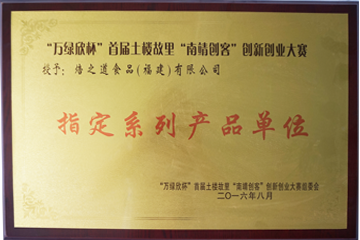 “万绿欣杯”首届土楼故里“南靖创客”创新创业大赛
授予：焙之道食品(福建)有限公司
指定系列产品单位
“万绿欣杯”首届土楼故里“南靖创客”创新创业大赛组委会
二〇一六年八月